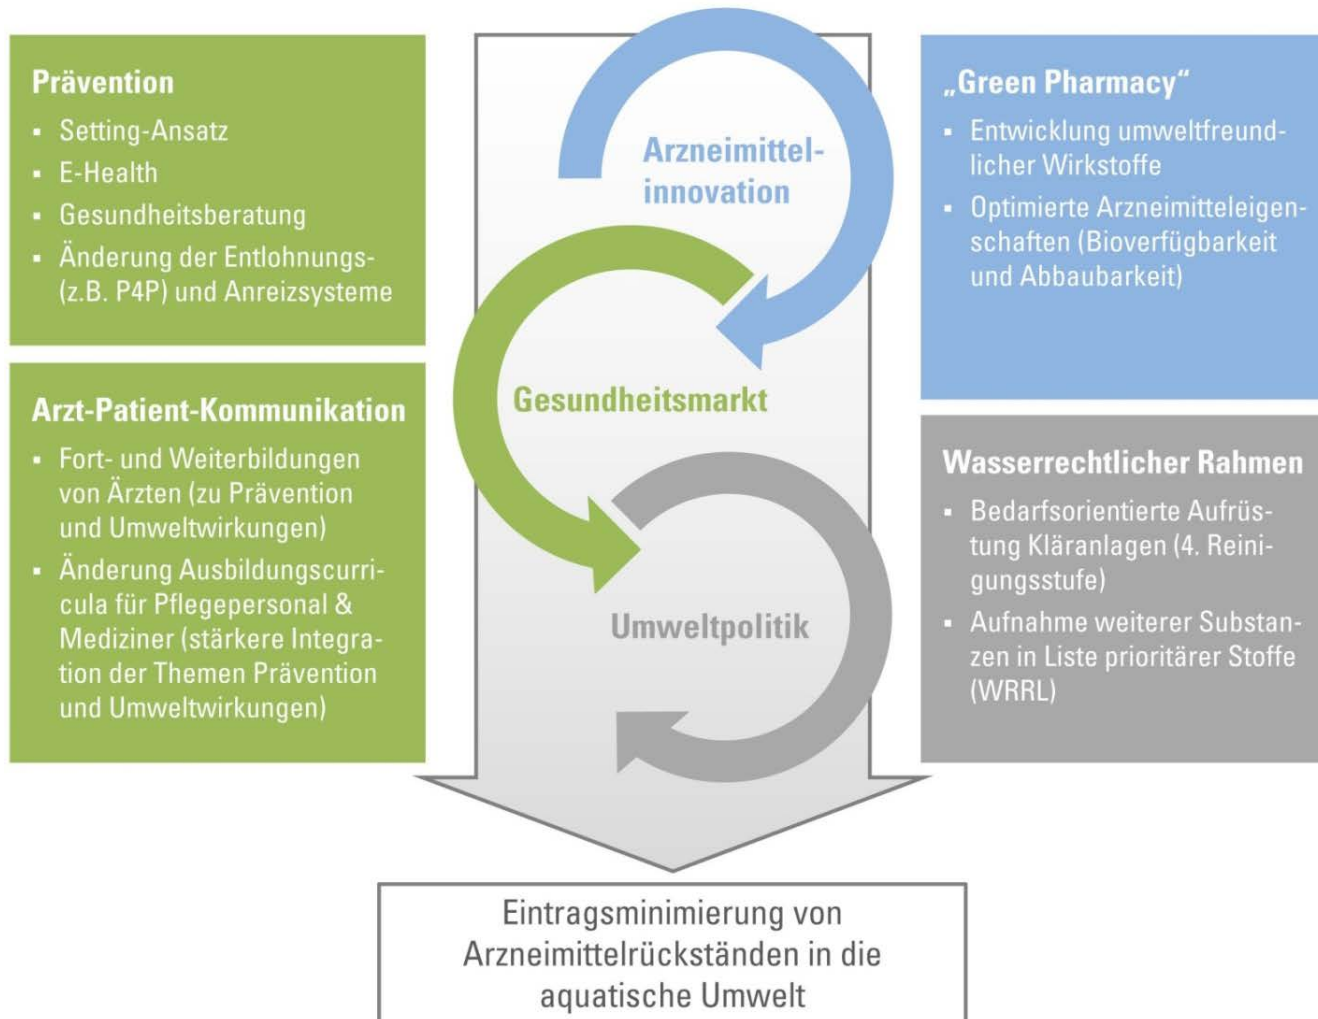 Prävention
▪ Setting-Ansatz
▪ E-Health
▪ Gesundheitsberatung
▪ Änderung der Entlohnungs-
(z.B. P4P) und Anreizsysteme
Arzt-Patient-Kommunikation
▪ Fort- und Weiterbildungen
von Ärzten (zu Prävention
und Umweltwirkungen)
▪ Änderung Ausbildungscurri-
cula für Pflegepersonal &
Mediziner (stärkere Integra-
tion der Themen Prävention
und Umweltwirkungen)
Arzneimittel-
innovation
Gesundheitsmarkt
Umweltpolitik
„Green Pharmacy“
▪ Entwicklung umweltfreund-
licher Wirkstoffe
▪ Optimierte Arzneimitteleigen-
schaften (Bioverfügbarkeit
und Abbaubarkeit)
Wasserrechtlicher Rahmen
▪ Bedarfsorientierte Aufrüs-
tung Kläranlagen (4. Reini-
gungsstufe)
▪ Aufnahme weiterer Substan-
zen in Liste prioritärer Stoffe
(WRRL)
Eintragsminimierung von
Arzneimittelrückständen in die
aquatische Umwelt